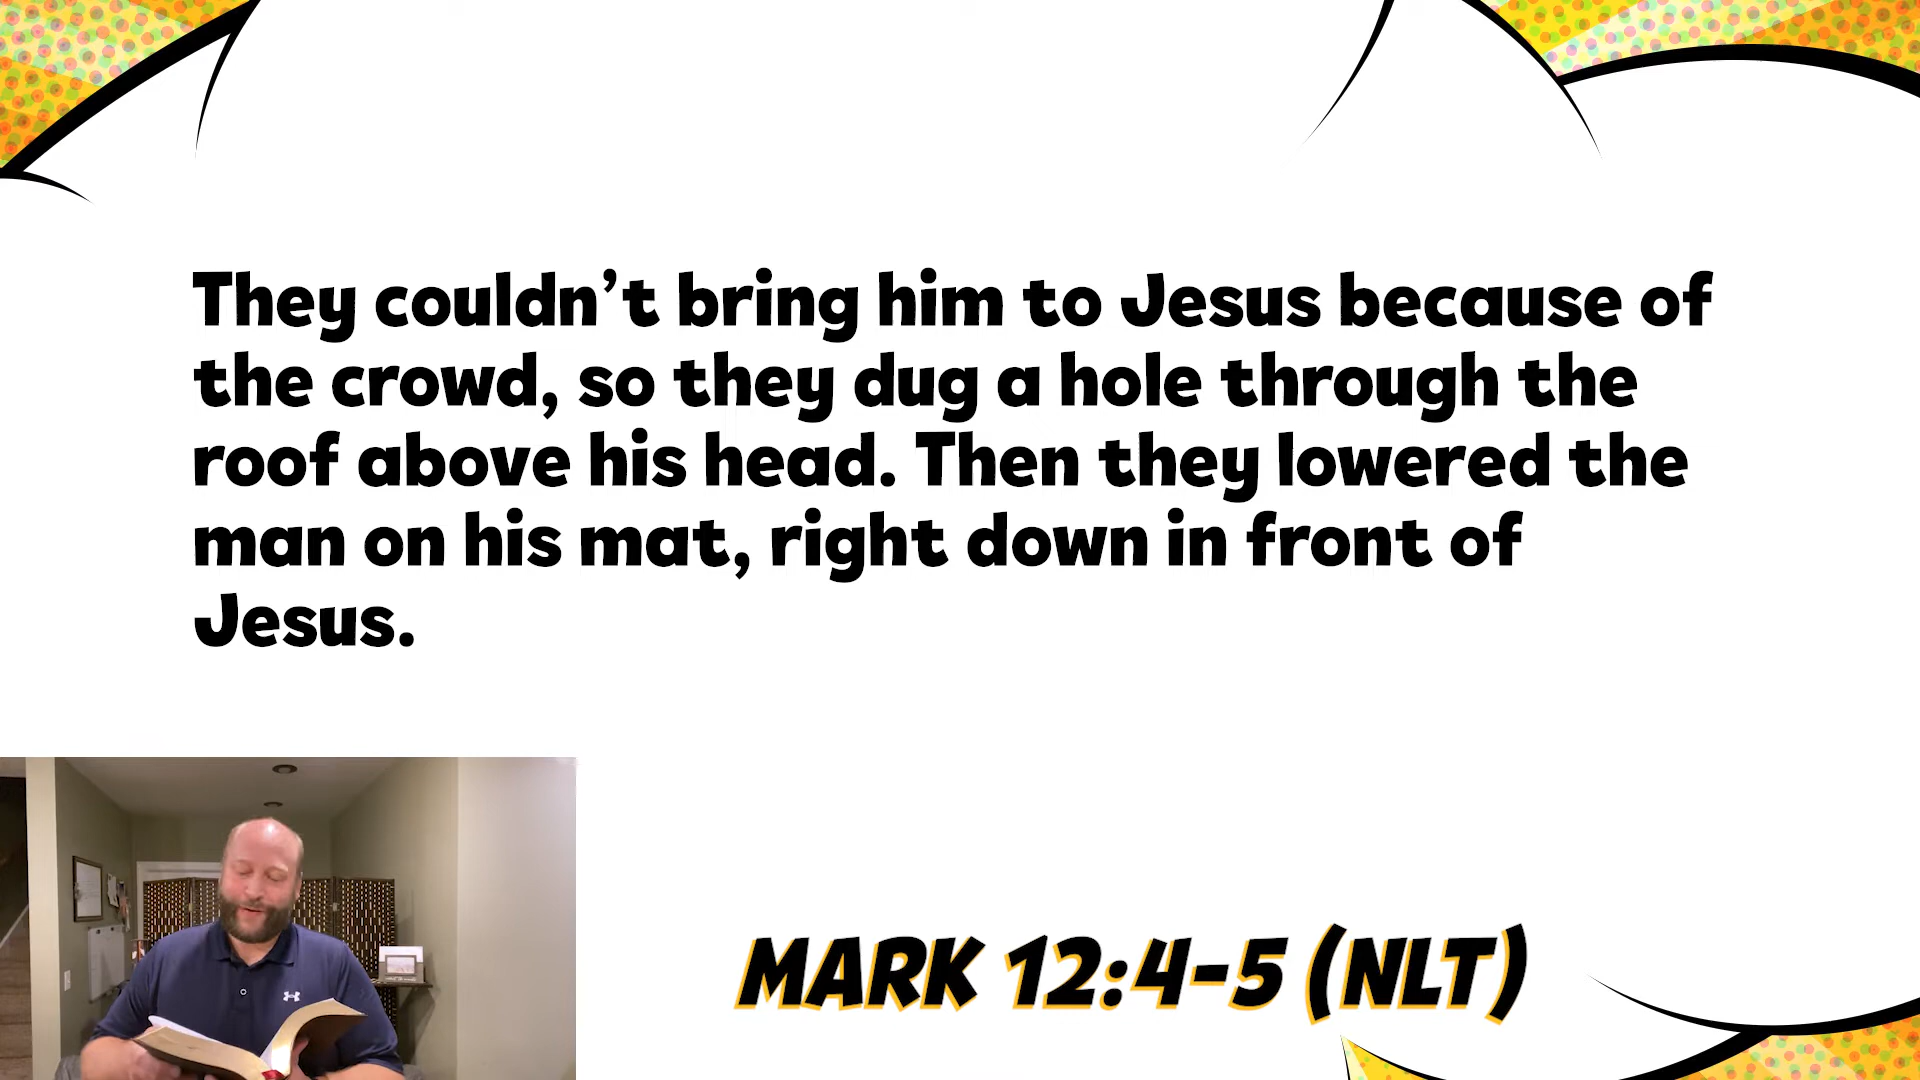 They couldn’t bring him to Jesus because of
the crowd, so they dug a hole through the
roof above his head. Then they lowered the
man on his mat, right down in front of
Jesus.
MARK 12:4-5 (NLT)